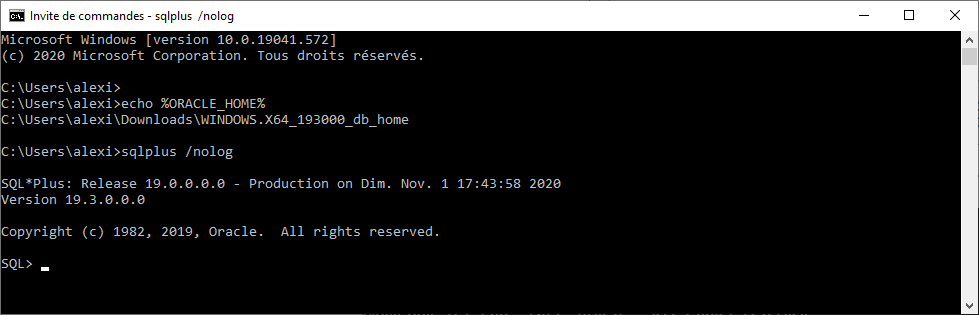 Invite de commandes - sqlplus /nolog
Microsoft Windows [version 10.0.19041.572]
(c) 2020 Microsoft Corporation. Tous droits réservés.
C:\Users\alexi>
C:\Users\alexi>echo %ORACLE_HOME%
C:\Users\alexi\Downloads\WINDOWS.X64_193000_db_home
C:\Users\alexi>sqlplus /nolog
SQL*Plus: Release 19.0.0.0.0 - Production on Dim. Nov. 1 17:43:58 2020
Version 19.3.0.0.0
Copyright (c) 1982, 2019, Oracle.  All rights reserved.
SQL>